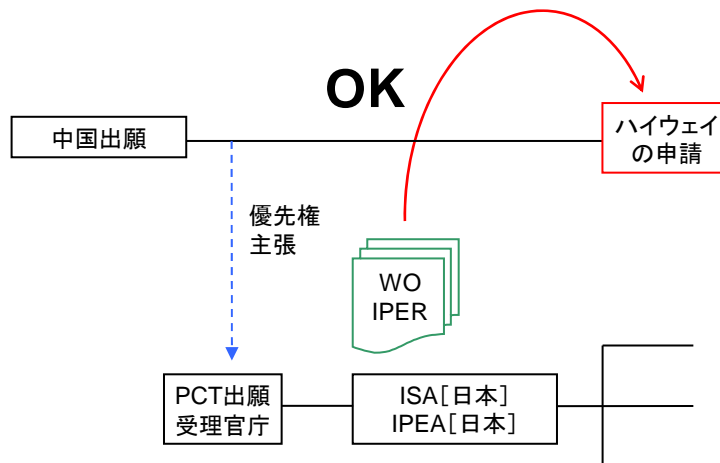 OK
中国出願
ハイウェイ
の申請
優先権
主張
WO
IPER
PCT出願
受理官庁
ISA[日本]
IPEA[日本]